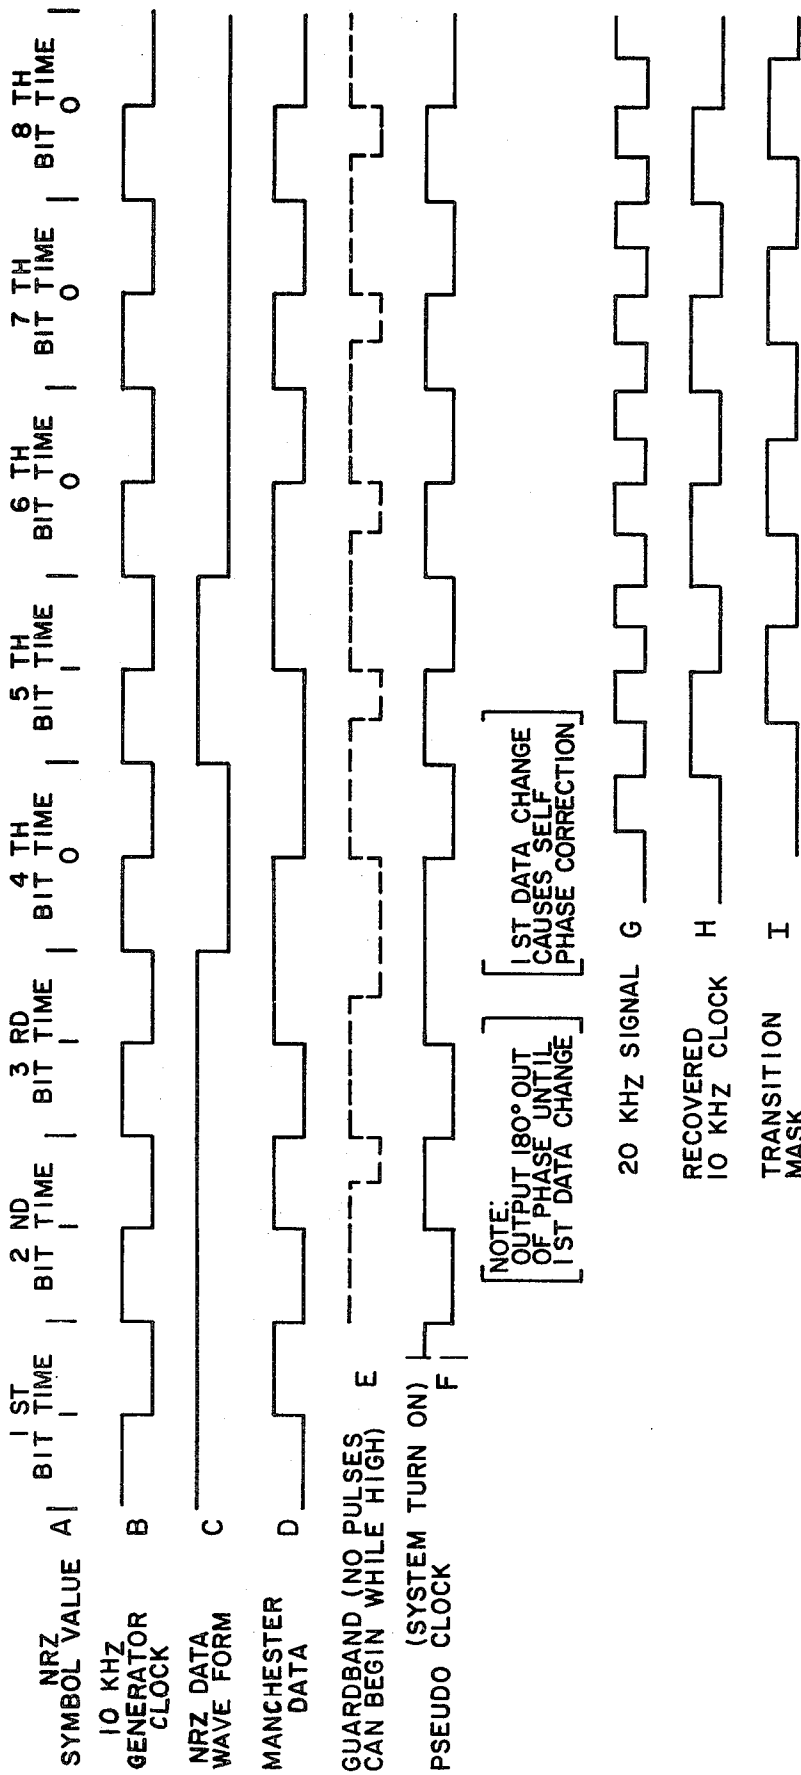 1 ST
BIT TIME
1
2 ND
BIT TIME
1
3 RD
BIT TIME
1
4 TH
BIT TIME
0
5 TH
BIT TIME
1
6 TH
BIT TIME
0
7 TH
BIT TIME
0
8 TH
BIT TIME
0
NRZ
SYMBOL VALUE A
10 KHZ
GENERATOR
CLOCK
B
NRZ DATA
WAVE FORM
C
MANCHESTER
DATA
D
GUARDBAND (NO PULSES
CAN BEGIN WHILE HIGH)
E
(SYSTEM TURN ON)
PSEUDO CLOCK
F
NOTE:
OUTPUT 180° OUT
OF PHASE UNTIL
1ST DATA CHANGE
1ST DATA CHANGE
CAUSES SELF
PHASE CORRECTION
20 KHZ SIGNAL G
RECOVERED
10 KHZ CLOCK
H
TRANSITION
MASK
I